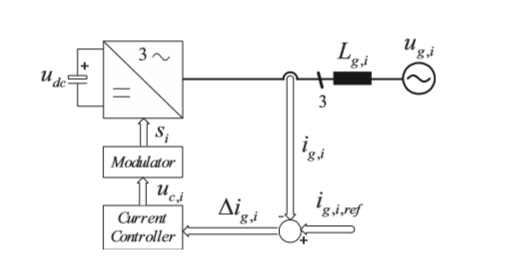 3 ~
u_dc
+
=
L_g,i
u_g,i
~
3
s_i
i_g,i
Modulator
u_c,i
Δi_g,i
i_g,i,ref
-
+
Current
Controller